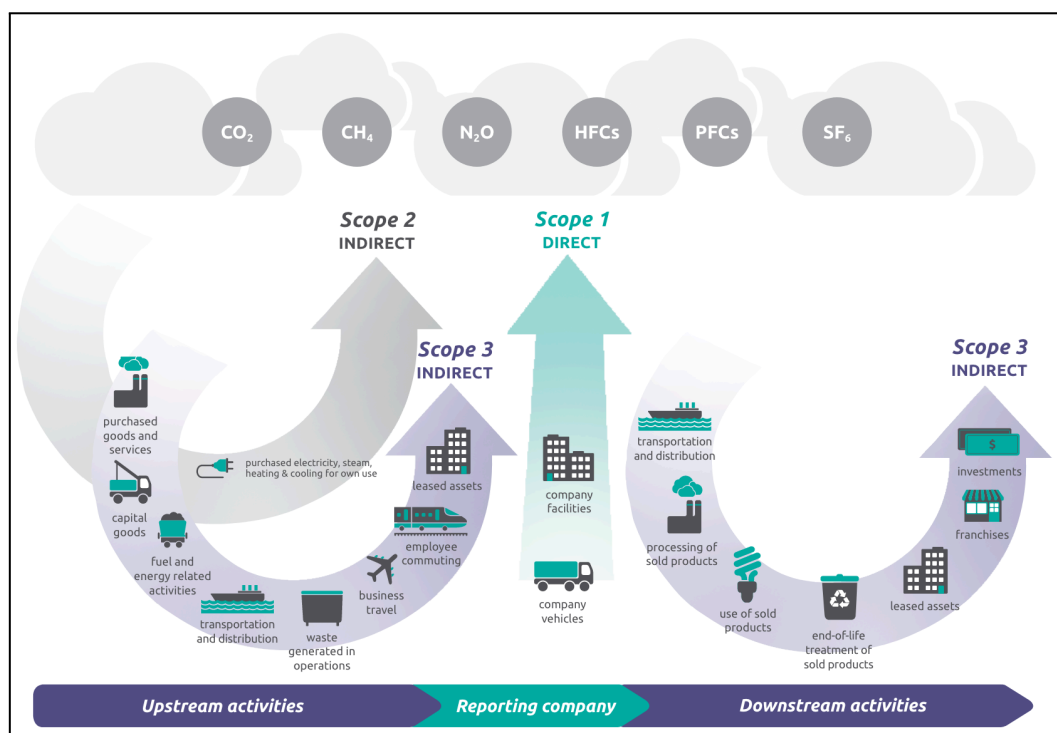 CO₂
CH₄
N₂O
HFCs
PFCs
SF₆
Scope 2
INDIRECT
Scope 1
DIRECT
Scope 3
INDIRECT
Scope 3
INDIRECT
purchased
goods and
services
capital
goods
fuel and
energy related
activities
transportation
and distribution
waste
generated in
operations
business
travel
employee
commuting
leased assets
purchased electricity, steam,
heating & cooling for own use
company
facilities
company
vehicles
transportation
and distribution
processing of
sold products
use of sold
products
end-of-life
treatment of
sold products
leased assets
franchises
$
investments
Upstream activities
Reporting company
Downstream activities